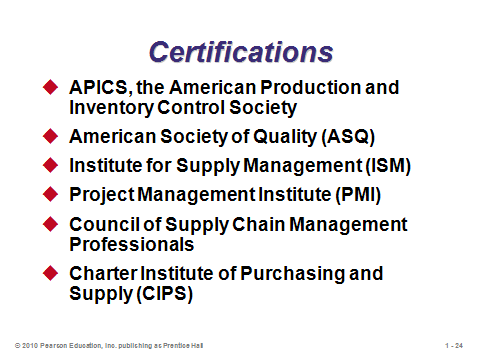 Certifications
APICS, the American Production and
Inventory Control Society
American Society of Quality (ASQ)
Institute for Supply Management (ISM)
Project Management Institute (PMI)
Council of Supply Chain Management
Professionals
Charter Institute of Purchasing and
Supply (CIPS)
© 2010 Pearson Education, Inc. publishing as Prentice Hall
1 - 24